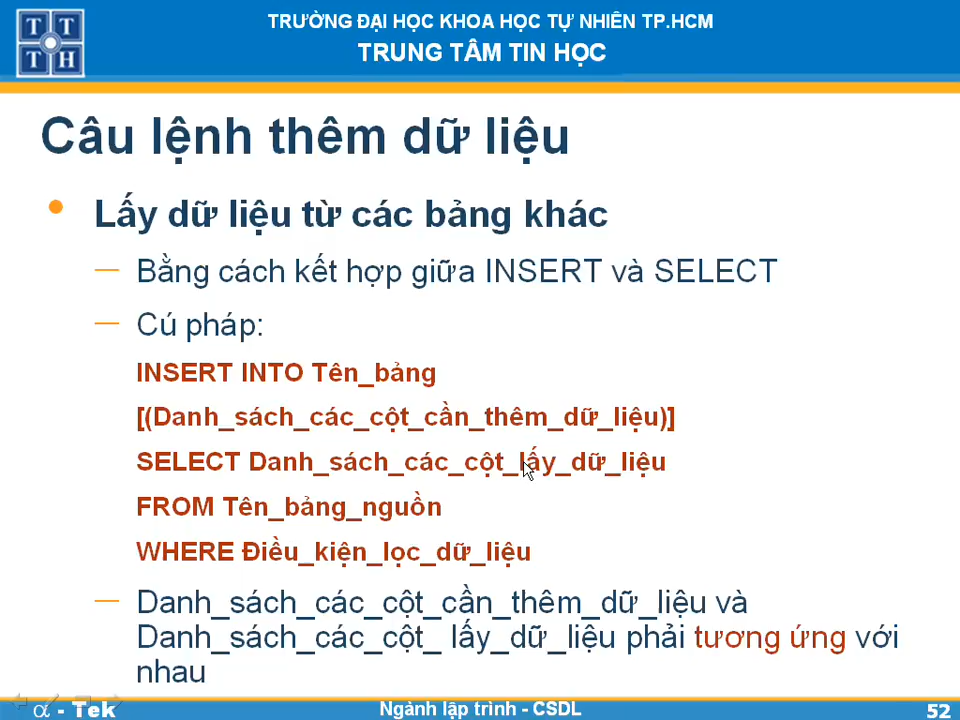 T T
T H
TRƯỜNG ĐẠI HỌC KHOA HỌC TỰ NHIÊN TP.HCM
TRUNG TÂM TIN HỌC
Câu lệnh thêm dữ liệu
• Lấy dữ liệu từ các bảng khác
— Bằng cách kết hợp giữa INSERT và SELECT
— Cú pháp:
INSERT INTO Tên_bảng
[(Danh_sách_các_cột_cần_thêm_dữ_liệu)]
SELECT Danh_sách_các_cột_lấy_dữ_liệu
FROM Tên_bảng_nguồn
WHERE Điều_kiện_lọc_dữ_liệu
— Danh_sách_các_cột_cần_thêm_dữ_liệu và
Danh_sách_các_cột_ lấy_dữ_liệu phải tương ứng với
nhau
α - Tek
Ngành lập trình - CSDL
52